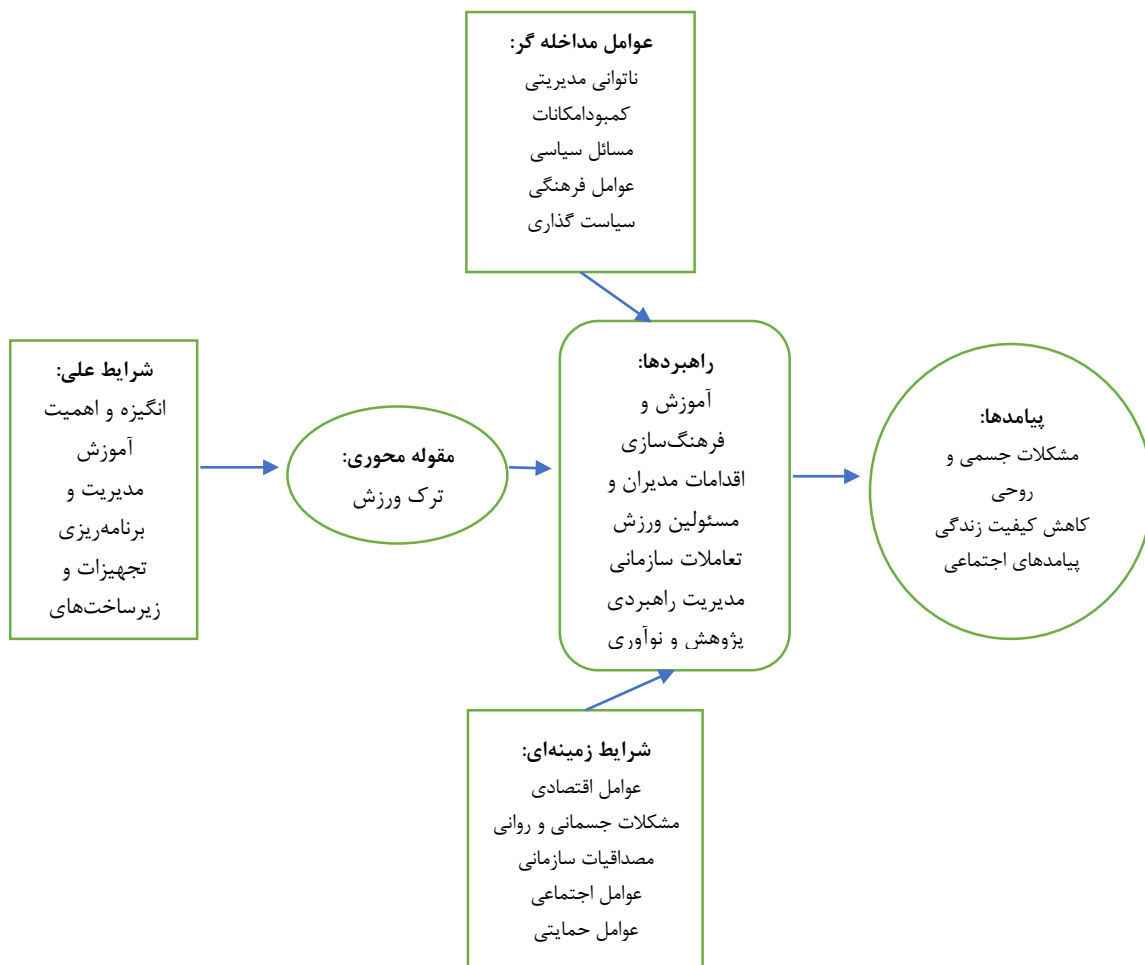 عوامل مداخله گر:
ناتوانی مدیریتی
کمبودامکانات
مسائل سیاسی
عوامل فرهنگی
سیاست گذاری
شرایط علی:
انگیزه و اهمیت
آموزش
مدیریت و
برنامه‌ریزی
تجهیزات و
زیرساخت‌های
مقوله محوری:
ترک ورزش
راهبردها:
آموزش و
فرهنگ‌سازی
اقدامات مدیران و
مسئولین ورزش
تعاملات سازمانی
مدیریت راهبردی
پژوهش و نوآوری
پیامدها:
مشکلات جسمی و
روحی
کاهش کیفیت زندگی
پیامدهای اجتماعی
شرایط زمینه‌ای:
عوامل اقتصادی
مشکلات جسمانی و روانی
مصداقیات سازمانی
عوامل اجتماعی
عوامل حمایتی